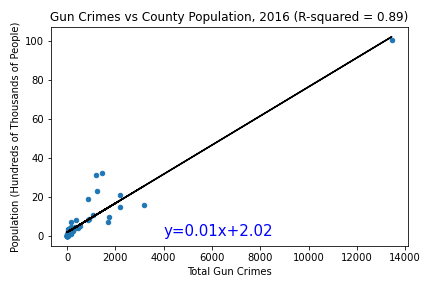 Gun Crimes vs County Population, 2016 (R-squared = 0.89)
Population (Hundreds of Thousands of People)
100
80
60
40
20
0
y=0.01x+2.02
0 2000 4000 6000 8000 10000 12000 14000
Total Gun Crimes